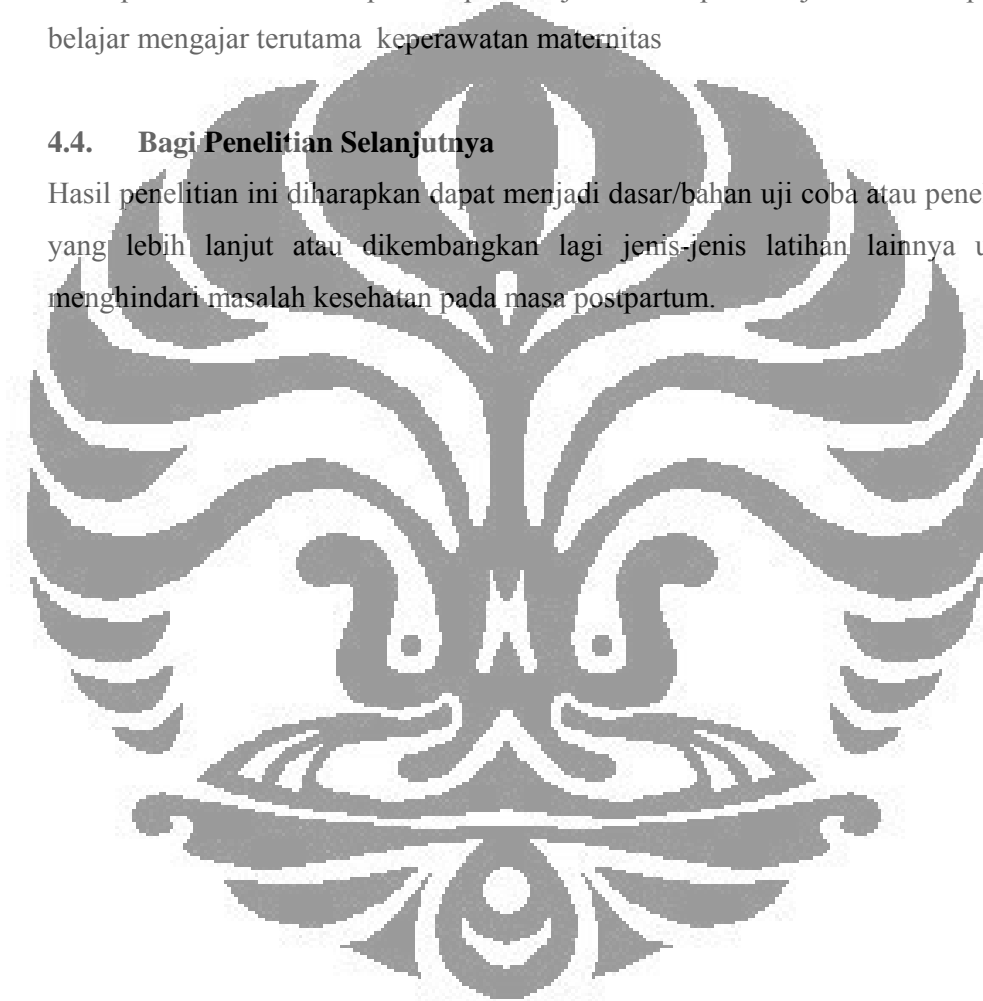 belajar mengajar terutama keperawatan maternitas
4.4. Bagi Penelitian Selanjutnya
Hasil penelitian ini diharapkan dapat menjadi dasar/bahan uji coba atau pene
yang lebih lanjut atau dikembangkan lagi jenis-jenis latihan lainnya u
menghindari masalah kesehatan pada masa postpartum.